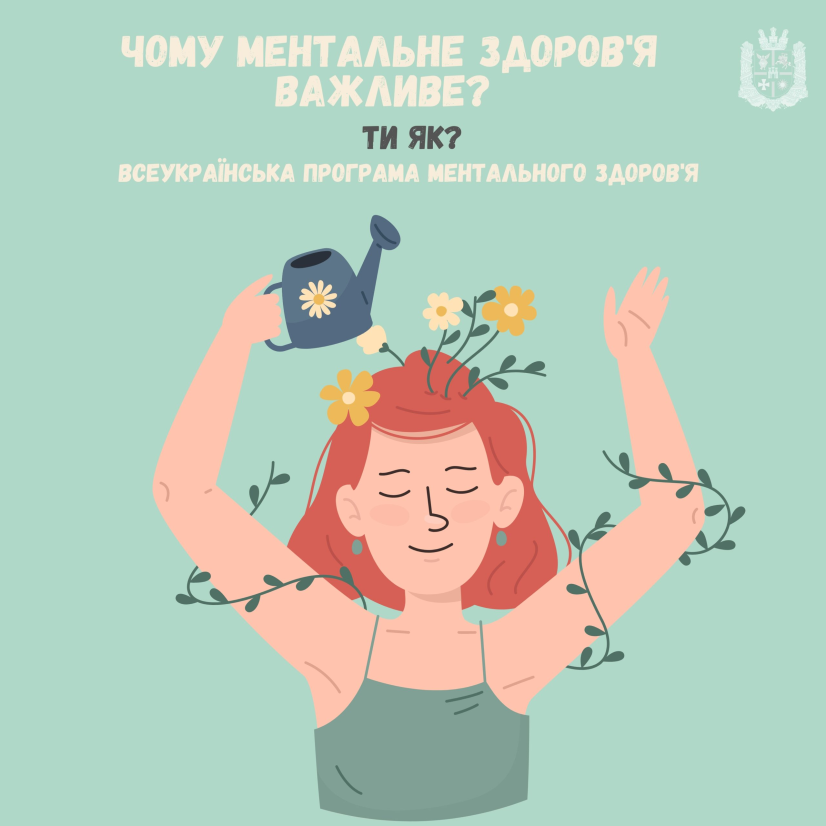 ЧОМУ МЕНТАЛЬНЕ ЗДОРОВ'Я
ВАЖЛИВЕ?
ТИ ЯК?
ВСЕУКРАЇНСЬКА ПРОГРАМА МЕНТАЛЬНОГО ЗДОРОВ'Я